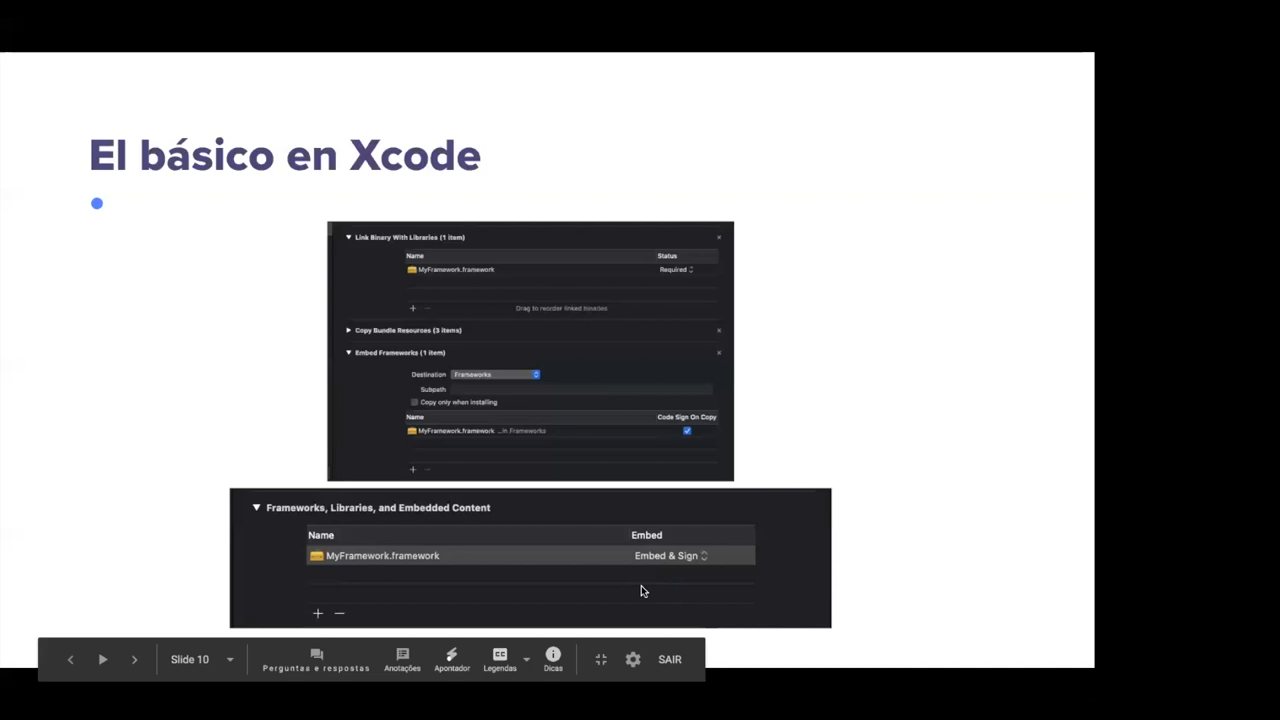 El básico en Xcode
Link Binary With Libraries (1 item)
Name Status
MyFramework.framework Required
Drag to reorder linked binaries
Copy Bundle Resources (3 items)
Embed Frameworks (1 item)
Destination Frameworks
Subpath
Copy only when installing
Name Code Sign On Copy
MyFramework.framework ...in Frameworks
Frameworks, Libraries, and Embedded Content
Name Embed
MyFramework.framework Embed & Sign
Slide 10 Perguntas e respostas Anotações Apontador Legendas Dicas SAIR